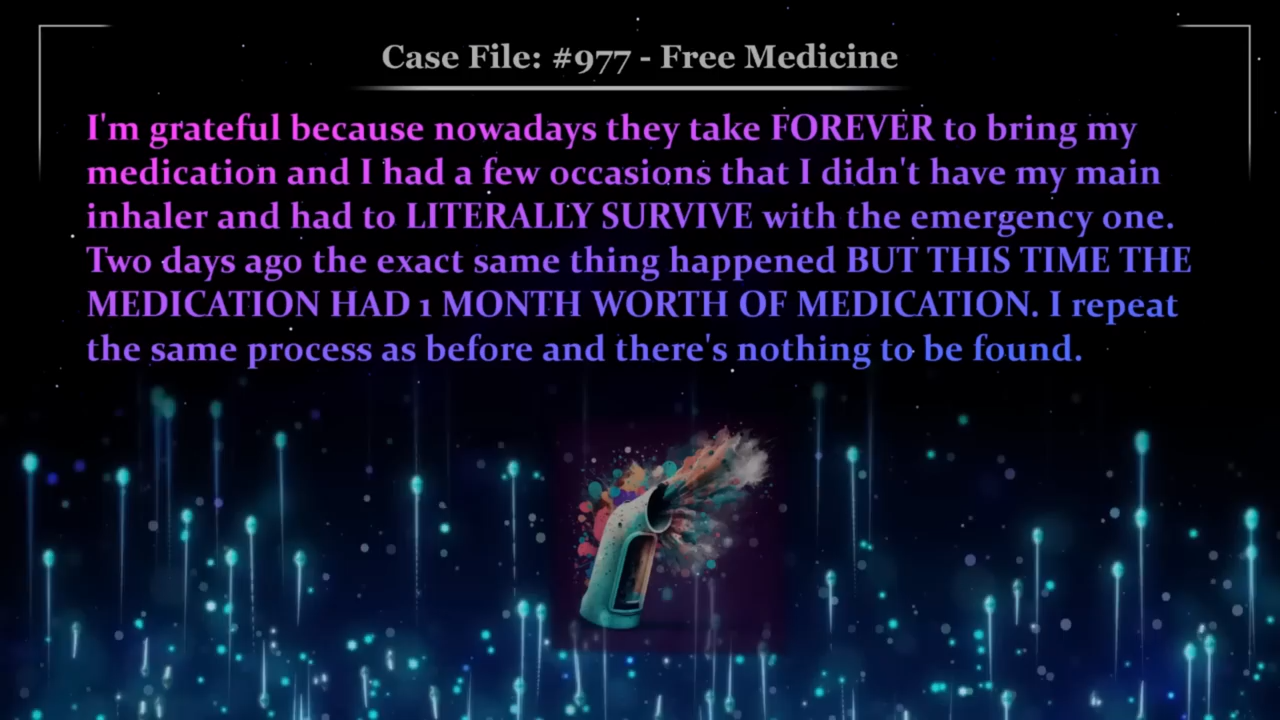 Case File: #977 - Free Medicine
I'm grateful because nowadays they take FOREVER to bring my
medication and I had a few occasions that I didn't have my main
inhaler and had to LITERALLY SURVIVE with the emergency one.
Two days ago the exact same thing happened BUT THIS TIME THE
MEDICATION HAD 1 MONTH WORTH OF MEDICATION. I repeat
the same process as before and there's nothing to be found.